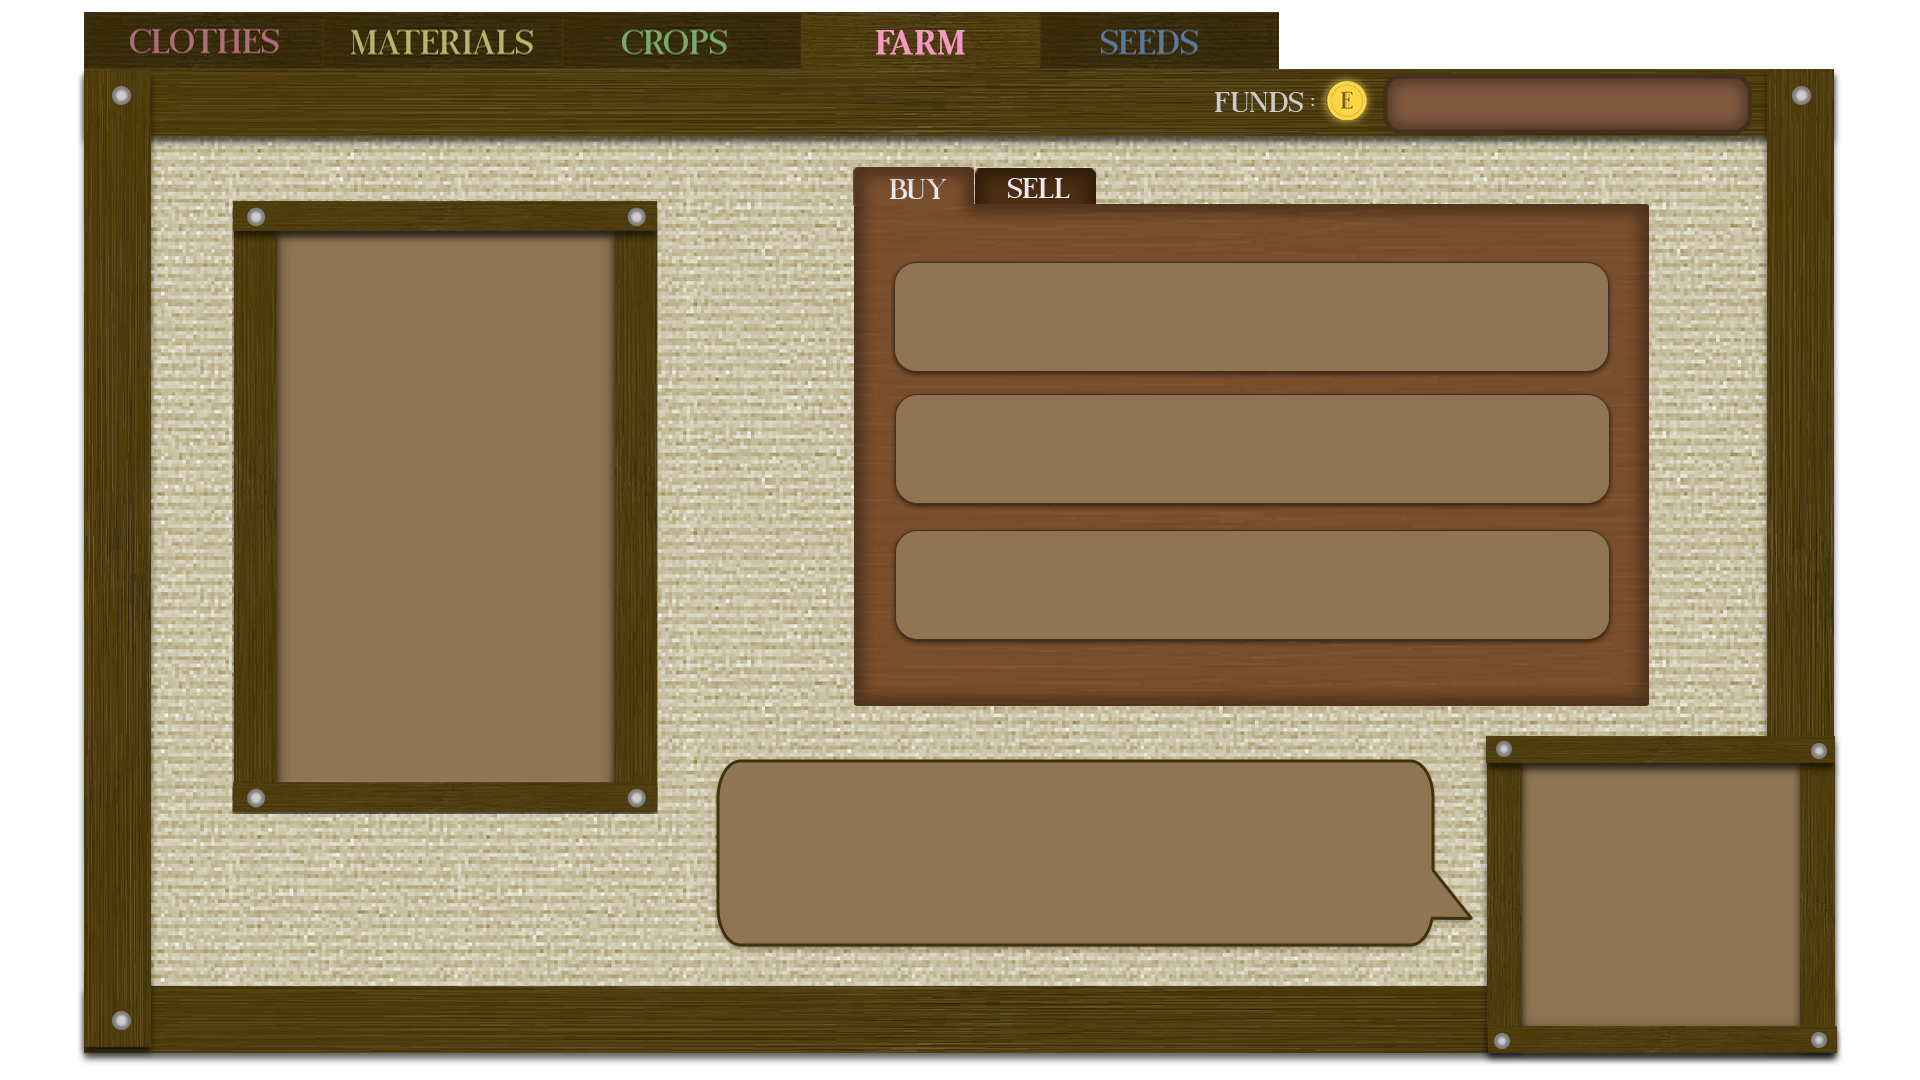 CLOTHES
MATERIALS
CROPS
FARM
SEEDS
FUNDS : E
BUY
SELL